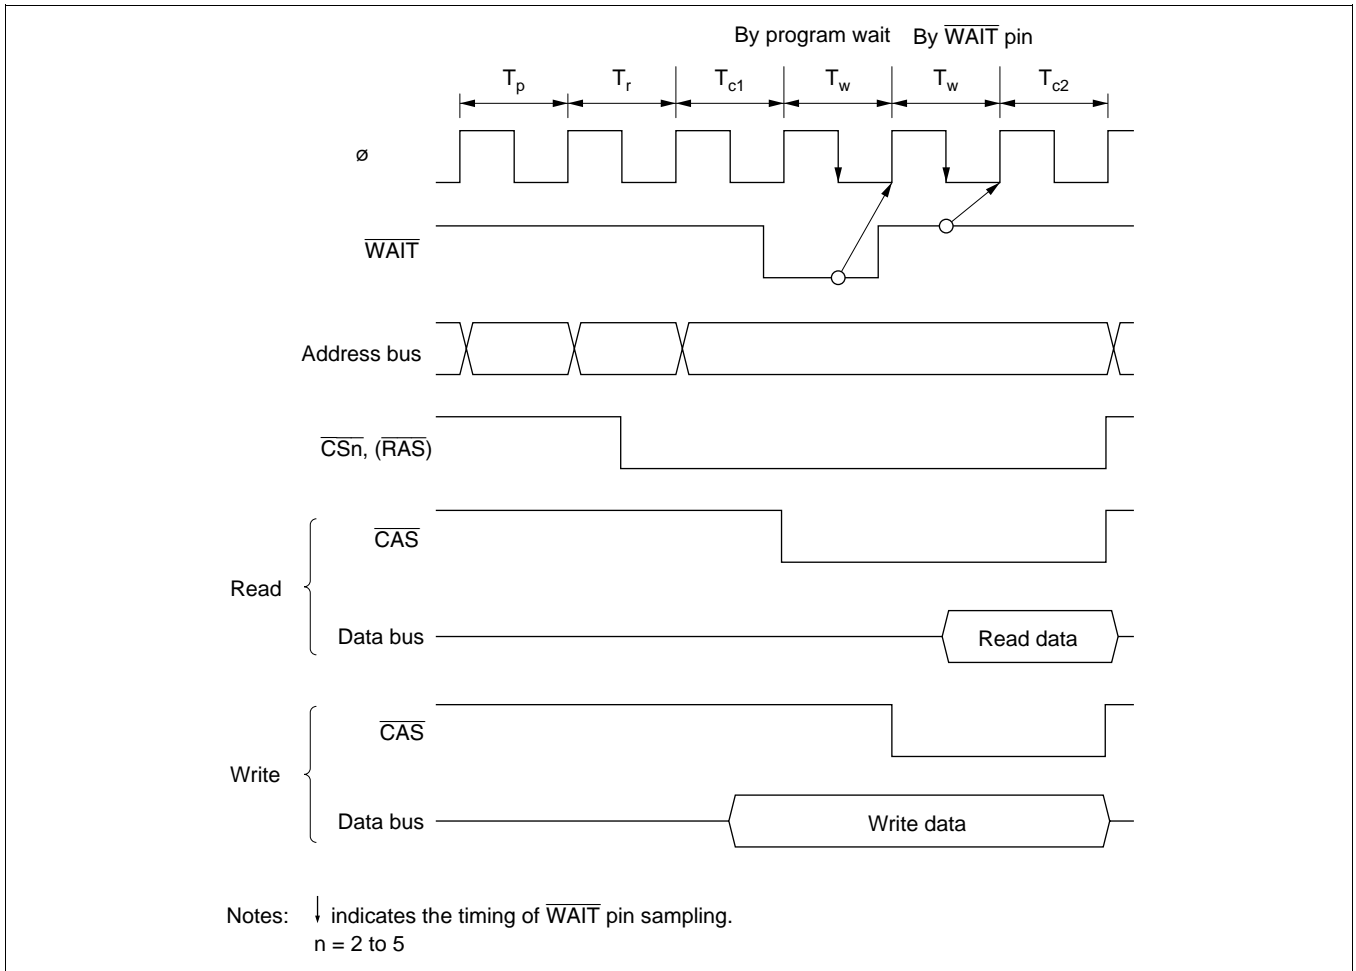 By program wait By WAIT pin
Tp Tr Tc1 Tw Tw Tc2
ø
WAIT
Address bus
CSn, (RAS)
CAS
Read
Data bus Read data
CAS
Write
Data bus Write data
Notes: ↓ indicates the timing of WAIT pin sampling.
n = 2 to 5